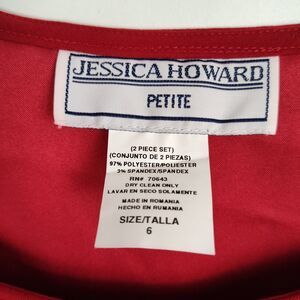 JESSICA HOWARD
PETITE
(2 PIECE SET)
(CONJUNTO DE 2 PIEZAS)
97% POLYESTER/POLIESTER
3% SPANDEX/SPANDEX
RN# 70643
DRY CLEAN ONLY
LAVAR EN SECO SOLAMENTE
MADE IN ROMANIA
HECHO EN RUMANIA
SIZE/TALLA
6